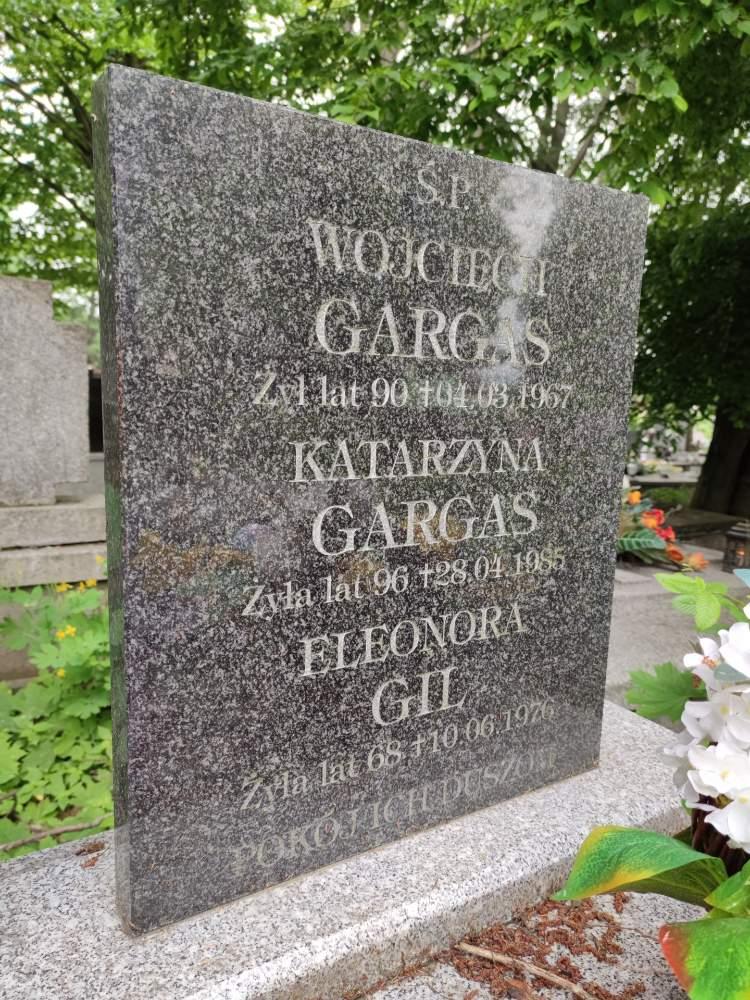 Ś.P.
WOJCIECH
GARGAS
Żył lat 90 †04.03.1967
KATARZYNA
GARGAS
Żyła lat 96 †28.04.1985
ELEONORA
GIL
Żyła lat 68 †10.06.1976
POKÓJ ICH DUSZOM